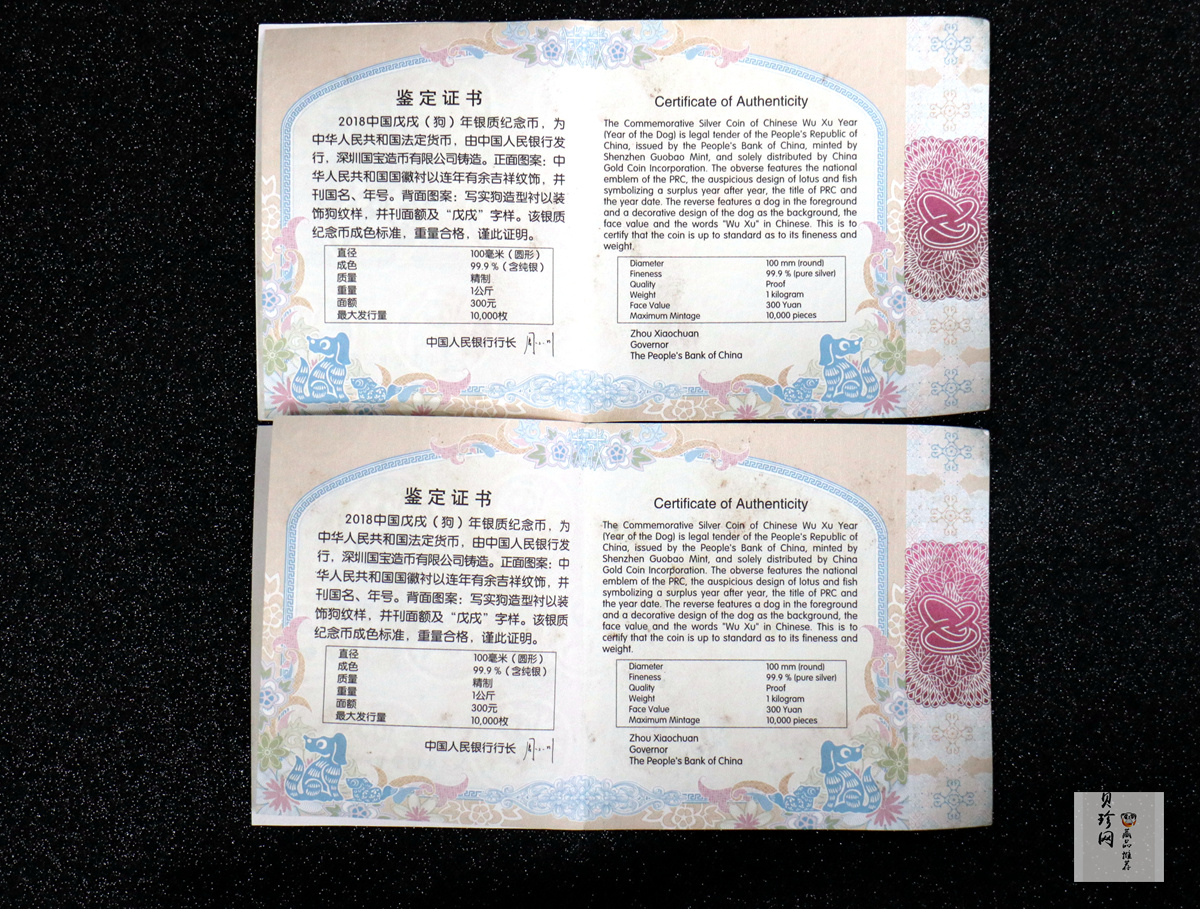 鉴定证书
2018中国戊戌（狗）年银质纪念币，为
中华人民共和国法定货币，由中国人民银行发
行，深圳国宝造币有限公司铸造。正面图案：中
华人民共和国国徽衬以连年有余吉祥纹饰，并
刊国名、年号。背面图案：写实狗造型衬以装
饰狗纹样，并刊面额及“戊戌”字样。该银质
纪念币成色标准，重量合格，谨此证明。
直径 100毫米（圆形）
成色 99.9％（含纯银）
质量 精制
重量 1公斤
面额 300元
最大发行量 10,000枚
中国人民银行行长
Certificate of Authenticity
The Commemorative Silver Coin of Chinese Wu Xu Year
(Year of the Dog) is legal tender of the People's Republic of
China, issued by the People's Bank of China, minted by
Shenzhen Guobao Mint, and solely distributed by China
Gold Coin Incorporation. The obverse features the national
emblem of the PRC, the auspicious design of lotus and fish
symbolizing a surplus year after year, the title of PRC and
the year date. The reverse features a dog in the foreground
and a decorative design of the dog as the background, the
face value and the words "Wu Xu" in Chinese. This is to
certify that the coin is up to standard as to its fineness and
weight.
Diameter 100 mm (round)
Fineness 99.9 % (pure silver)
Quality Proof
Weight 1 kilogram
Face Value 300 Yuan
Maximum Mintage 10,000 pieces
Zhou Xiaochuan
Governor
The People's Bank of China
鉴定证书
2018中国戊戌（狗）年银质纪念币，为
中华人民共和国法定货币，由中国人民银行发
行，深圳国宝造币有限公司铸造。正面图案：中
华人民共和国国徽衬以连年有余吉祥纹饰，并
刊国名、年号。背面图案：写实狗造型衬以装
饰狗纹样，并刊面额及“戊戌”字样。该银质
纪念币成色标准，重量合格，谨此证明。
直径 100毫米（圆形）
成色 99.9％（含纯银）
质量 精制
重量 1公斤
面额 300元
最大发行量 10,000枚
中国人民银行行长
Certificate of Authenticity
The Commemorative Silver Coin of Chinese Wu Xu Year
(Year of the Dog) is legal tender of the People's Republic of
China, issued by the People's Bank of China, minted by
Shenzhen Guobao Mint, and solely distributed by China
Gold Coin Incorporation. The obverse features the national
emblem of the PRC, the auspicious design of lotus and fish
symbolizing a surplus year after year, the title of PRC and
the year date. The reverse features a dog in the foreground
and a decorative design of the dog as the background, the
face value and the words "Wu Xu" in Chinese. This is to
certify that the coin is up to standard as to its fineness and
weight.
Diameter 100 mm (round)
Fineness 99.9 % (pure silver)
Quality Proof
Weight 1 kilogram
Face Value 300 Yuan
Maximum Mintage 10,000 pieces
Zhou Xiaochuan
Governor
The People's Bank of China
贝珍网
藏品推荐